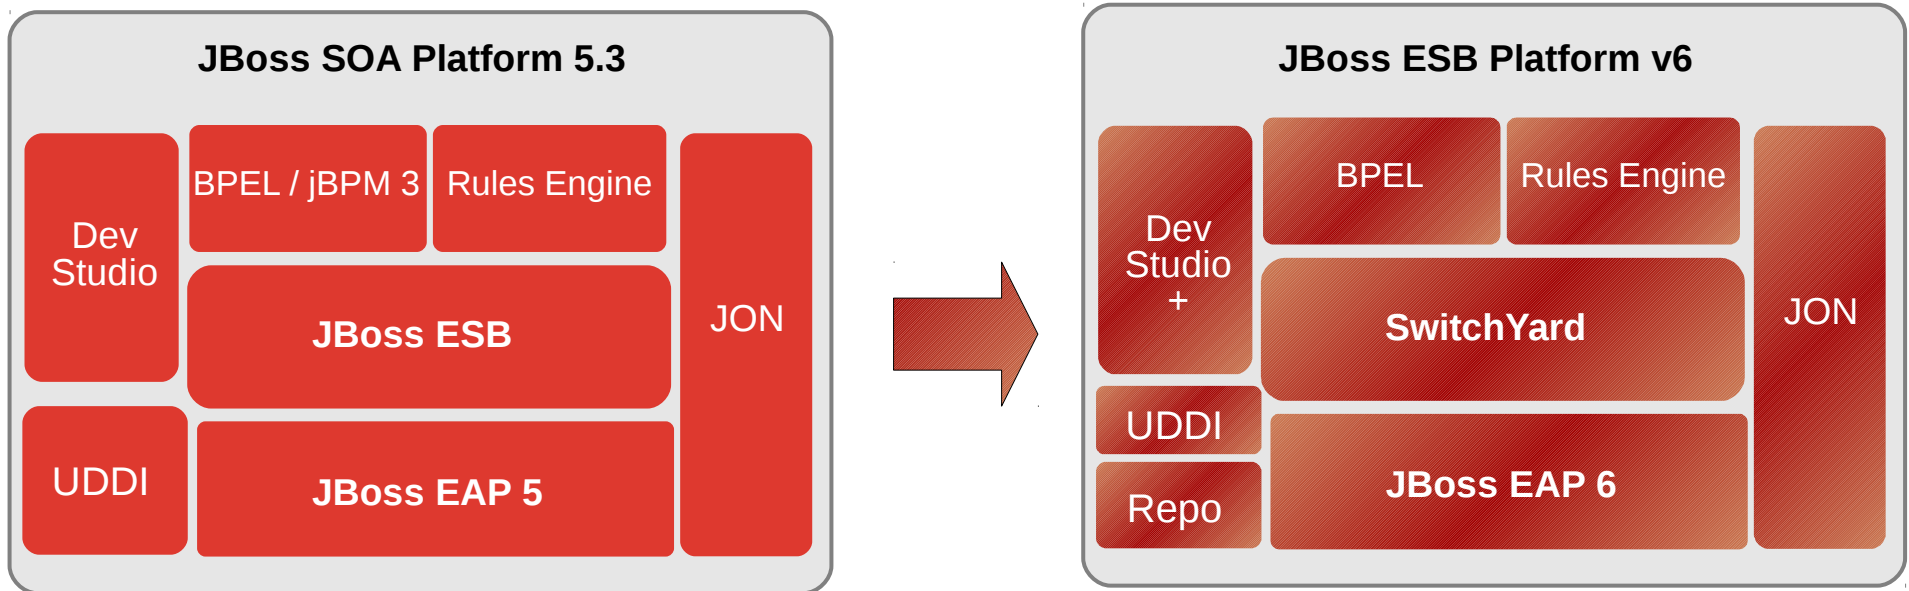 JBoss SOA Platform 5.3
BPEL / jBPM 3
Rules Engine
Dev
Studio
JBoss ESB
JON
UDDI
JBoss EAP 5
JBoss ESB Platform v6
BPEL
Rules Engine
Dev
Studio
+
SwitchYard
JON
UDDI
JBoss EAP 6
Repo